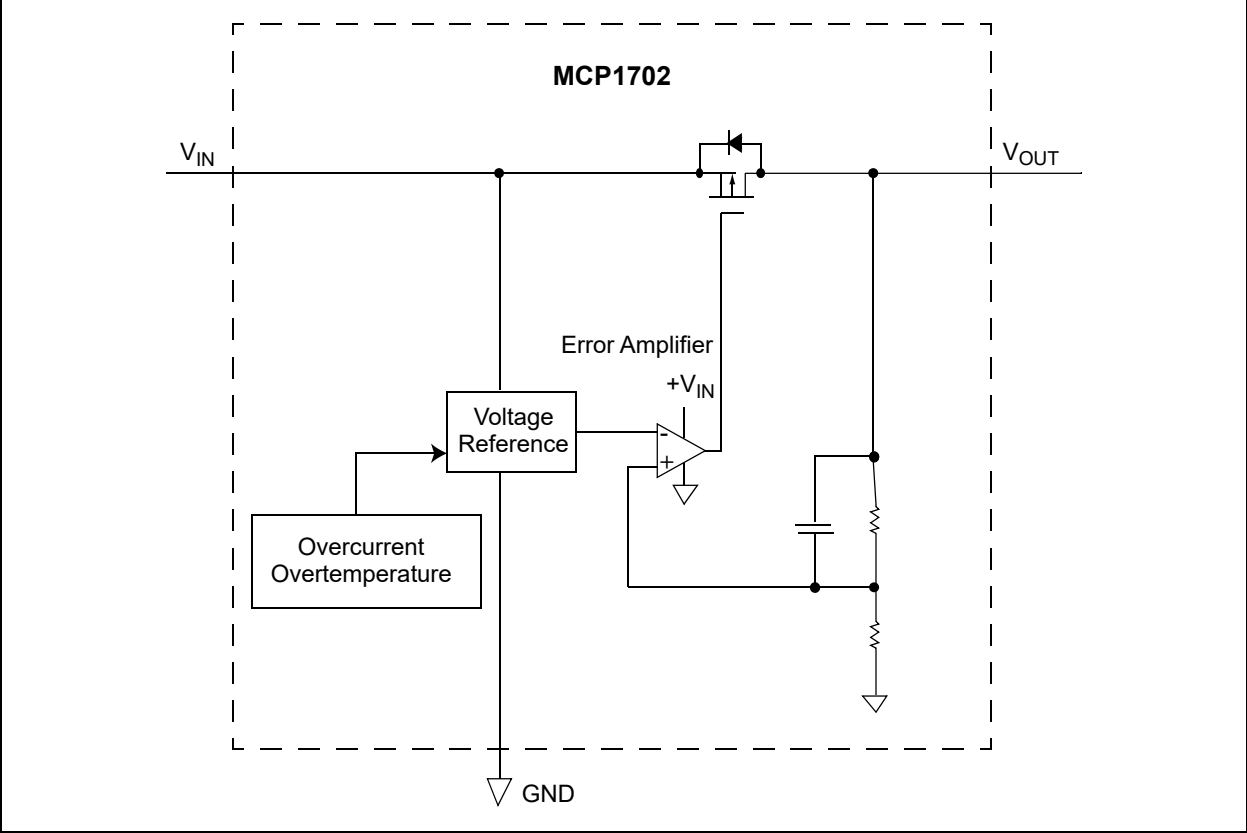 MCP1702
VIN
VOUT
Error Amplifier
+VIN
Voltage
Reference
-
+
Overcurrent
Overtemperature
GND